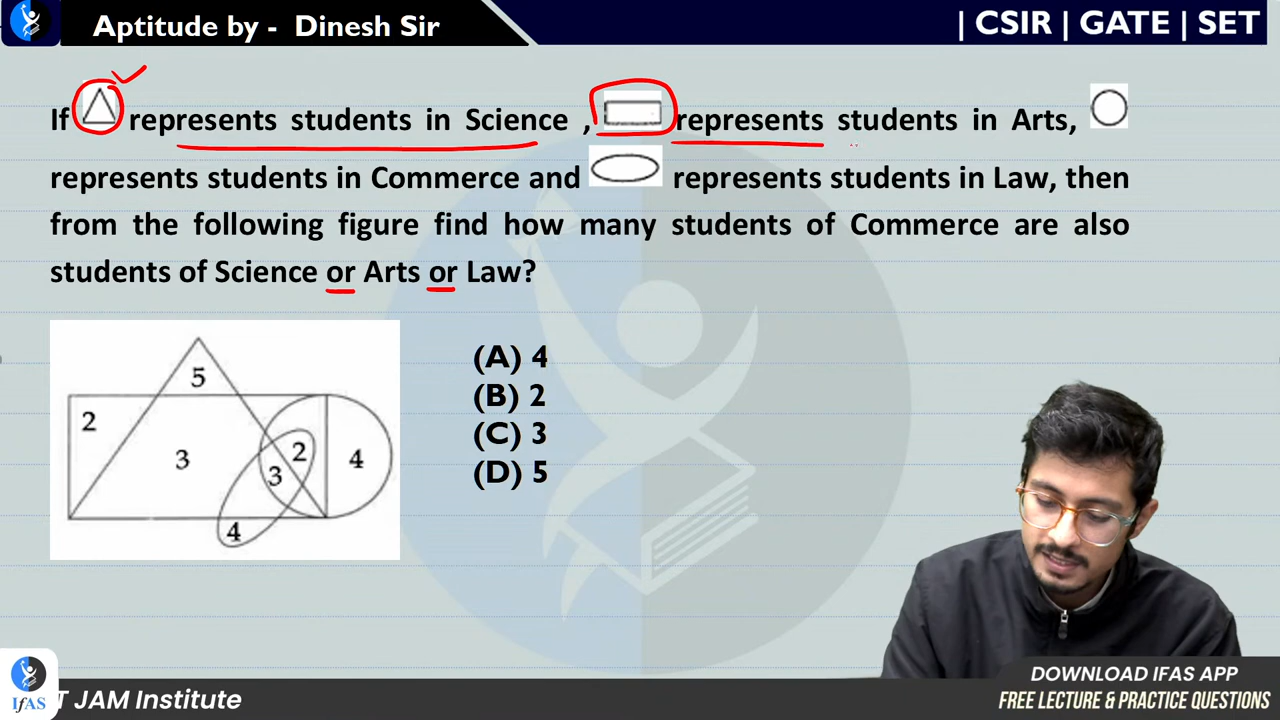 Aptitude by - Dinesh Sir
| CSIR | GATE | SET
If represents students in Science , represents students in Arts,
represents students in Commerce and represents students in Law, then
from the following figure find how many students of Commerce are also
students of Science or Arts or Law?
5
2
3
2
3
4
4
(A) 4
(B) 2
(C) 3
(D) 5
IfAS
T JAM Institute
DOWNLOAD IFAS APP
FREE LECTURE & PRACTICE QUESTIONS